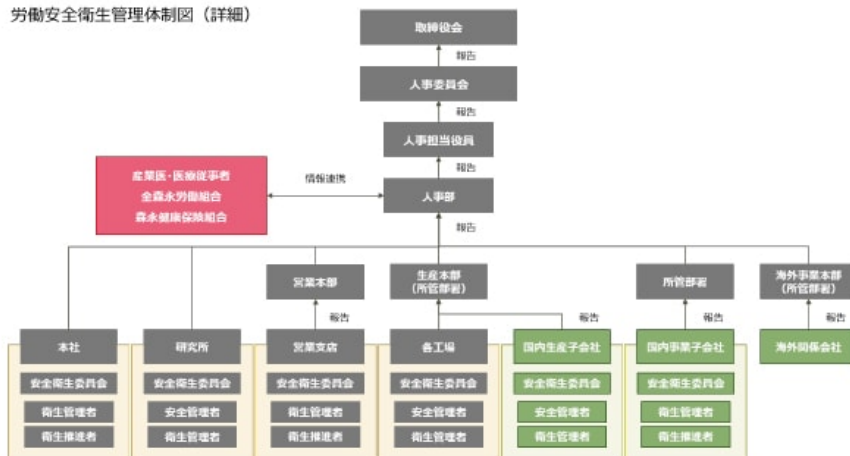 労働安全衛生管理体制図（詳細）
取締役会
報告
人事委員会
報告
人事担当役員
報告
産業医・医療従事者
全森永労働組合
森永健康保険組合
情報連携
人事部
報告
営業本部
生産本部
（所管部署）
所管部署
海外事業本部
（所管部署）
報告
報告
報告
報告
本社
研究所
営業支店
各工場
国内生産子会社
国内事業子会社
海外関係会社
安全衛生委員会
安全衛生委員会
安全衛生委員会
安全衛生委員会
安全衛生委員会
安全衛生委員会
衛生管理者
安全管理者
衛生管理者
安全管理者
安全管理者
衛生管理者
衛生推進者
衛生管理者
衛生推進者
衛生管理者
衛生管理者
衛生推進者